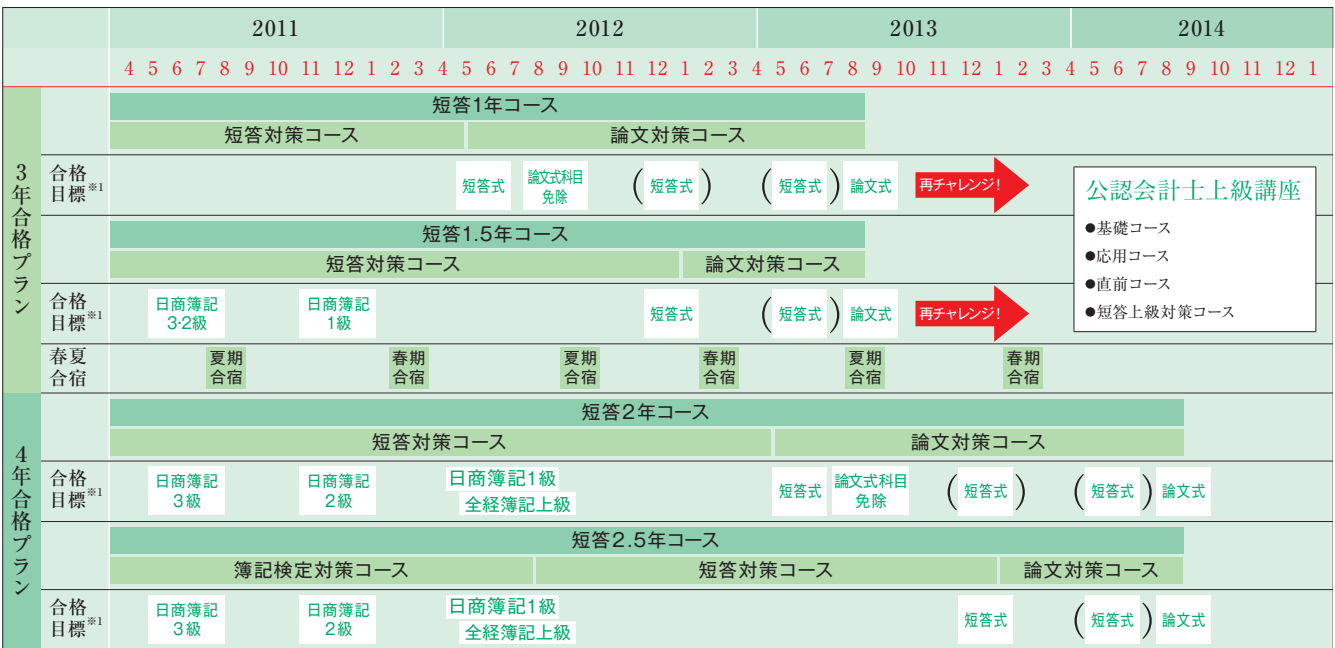 2011 2012 2013 2014
4 5 6 7 8 9 10 11 12 1 2 3 4 5 6 7 8 9 10 11 12 1 2 3 4 5 6 7 8 9 10 11 12 1 2 3 4 5 6 7 8 9 10 11 12 1
3年合格プラン
短答1年コース
短答対策コース 論文対策コース
合格
目標※1
短答式
論文式科目
免除
(短答式)
(短答式)
論文式
再チャレンジ!
短答1.5年コース
短答対策コース 論文対策コース
合格
目標※1
日商簿記
3・2級
日商簿記
1級
短答式
(短答式)
論文式
再チャレンジ!
公認会計士上級講座
●基礎コース
●応用コース
●直前コース
●短答上級対策コース
春夏
合宿
夏期
合宿
春期
合宿
夏期
合宿
春期
合宿
夏期
合宿
春期
合宿
4年合格プラン
短答2年コース
短答対策コース 論文対策コース
合格
目標※1
日商簿記
3級
日商簿記
2級
日商簿記1級
全経簿記上級
短答式
論文式科目
免除
(短答式)
(短答式)
論文式
短答2.5年コース
簿記検定対策コース 短答対策コース 論文対策コース
合格
目標※1
日商簿記
3級
日商簿記
2級
日商簿記1級
全経簿記上級
短答式
(短答式)
論文式